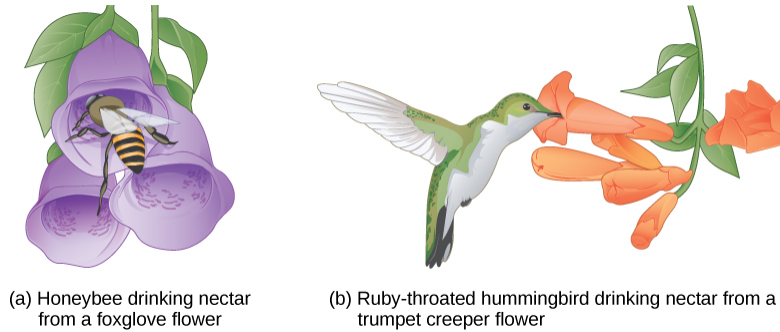 (a) Honeybee drinking nectar
from a foxglove flower
(b) Ruby-throated hummingbird drinking nectar from a
trumpet creeper flower